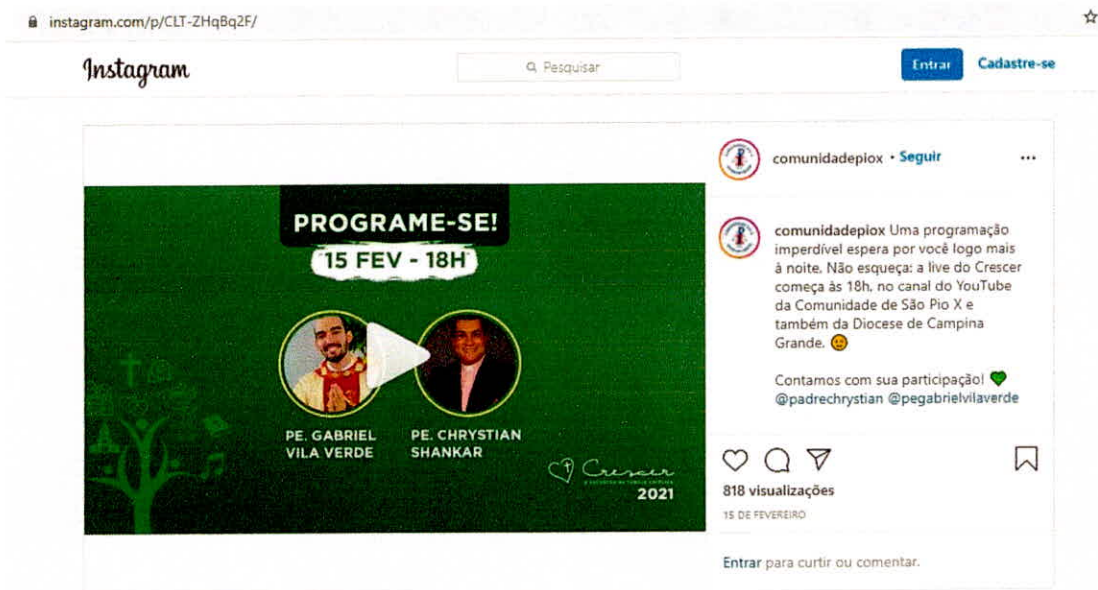 instagram.com/p/CLT-ZHqBq2F/
Instagram
Pesquisar
Entrar
Cadastre-se
PROGRAME-SE!
15 FEV - 18H
PE. GABRIEL
VILA VERDE
PE. CHRYSTIAN
SHANKAR
Crescer
2021
comunidadepiox • Seguir
comunidadepiox Uma programação
imperdível espera por você logo mais
à noite. Não esqueça: a live do Crescer
começa às 18h, no canal do YouTube
da Comunidade de São Pio X e
também da Diocese de Campina
Grande. 😉
Contamos com sua participação! 💚
@padrechrystian @pegabrielvilaverde
818 visualizações
15 DE FEVEREIRO
Entrar para curtir ou comentar.